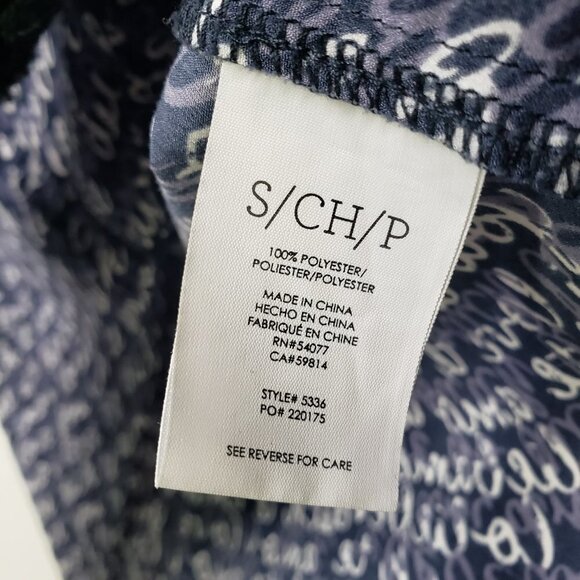 S/CH/P
100% POLYESTER/
POLIESTER/POLYESTER
MADE IN CHINA
HECHO EN CHINA
FABRIQUÉ EN CHINE
RN#54077
CA#59814
STYLE# 5336
PO# 220175
SEE REVERSE FOR CARE